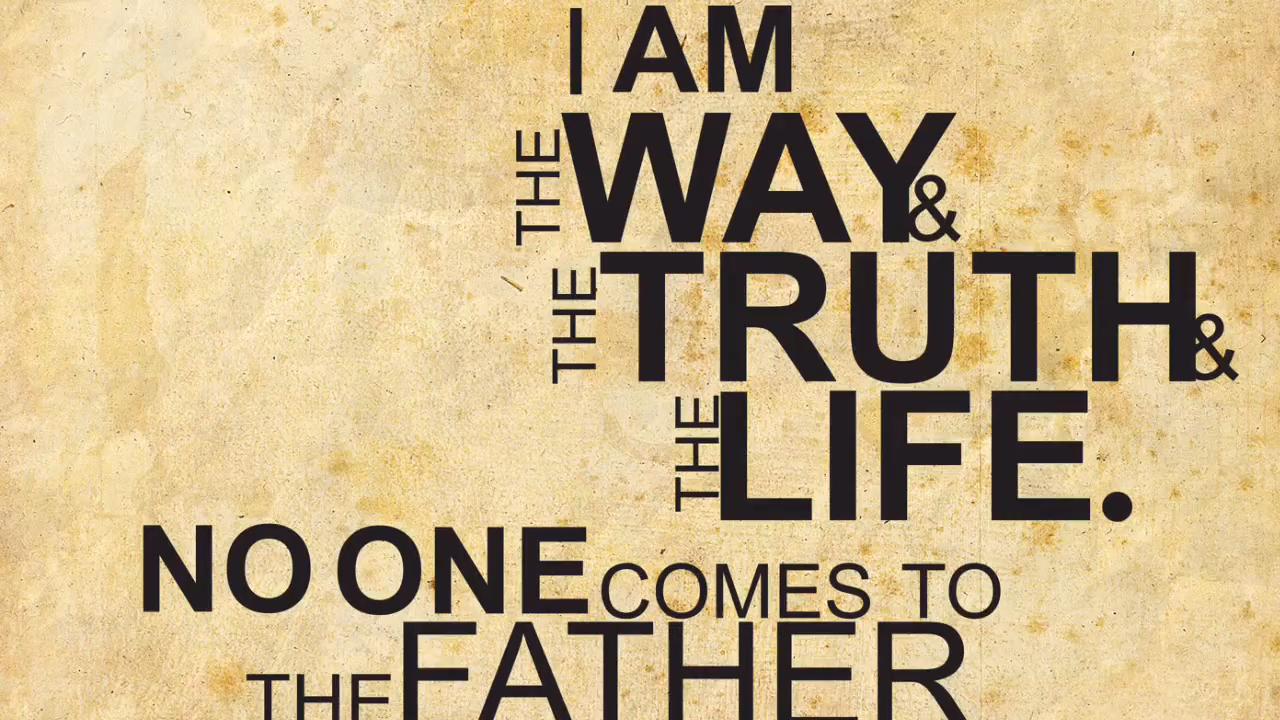 I AM
THE WAY &
THE TRUTH &
THE LIFE.
NO ONE COMES TO
THE FATHER